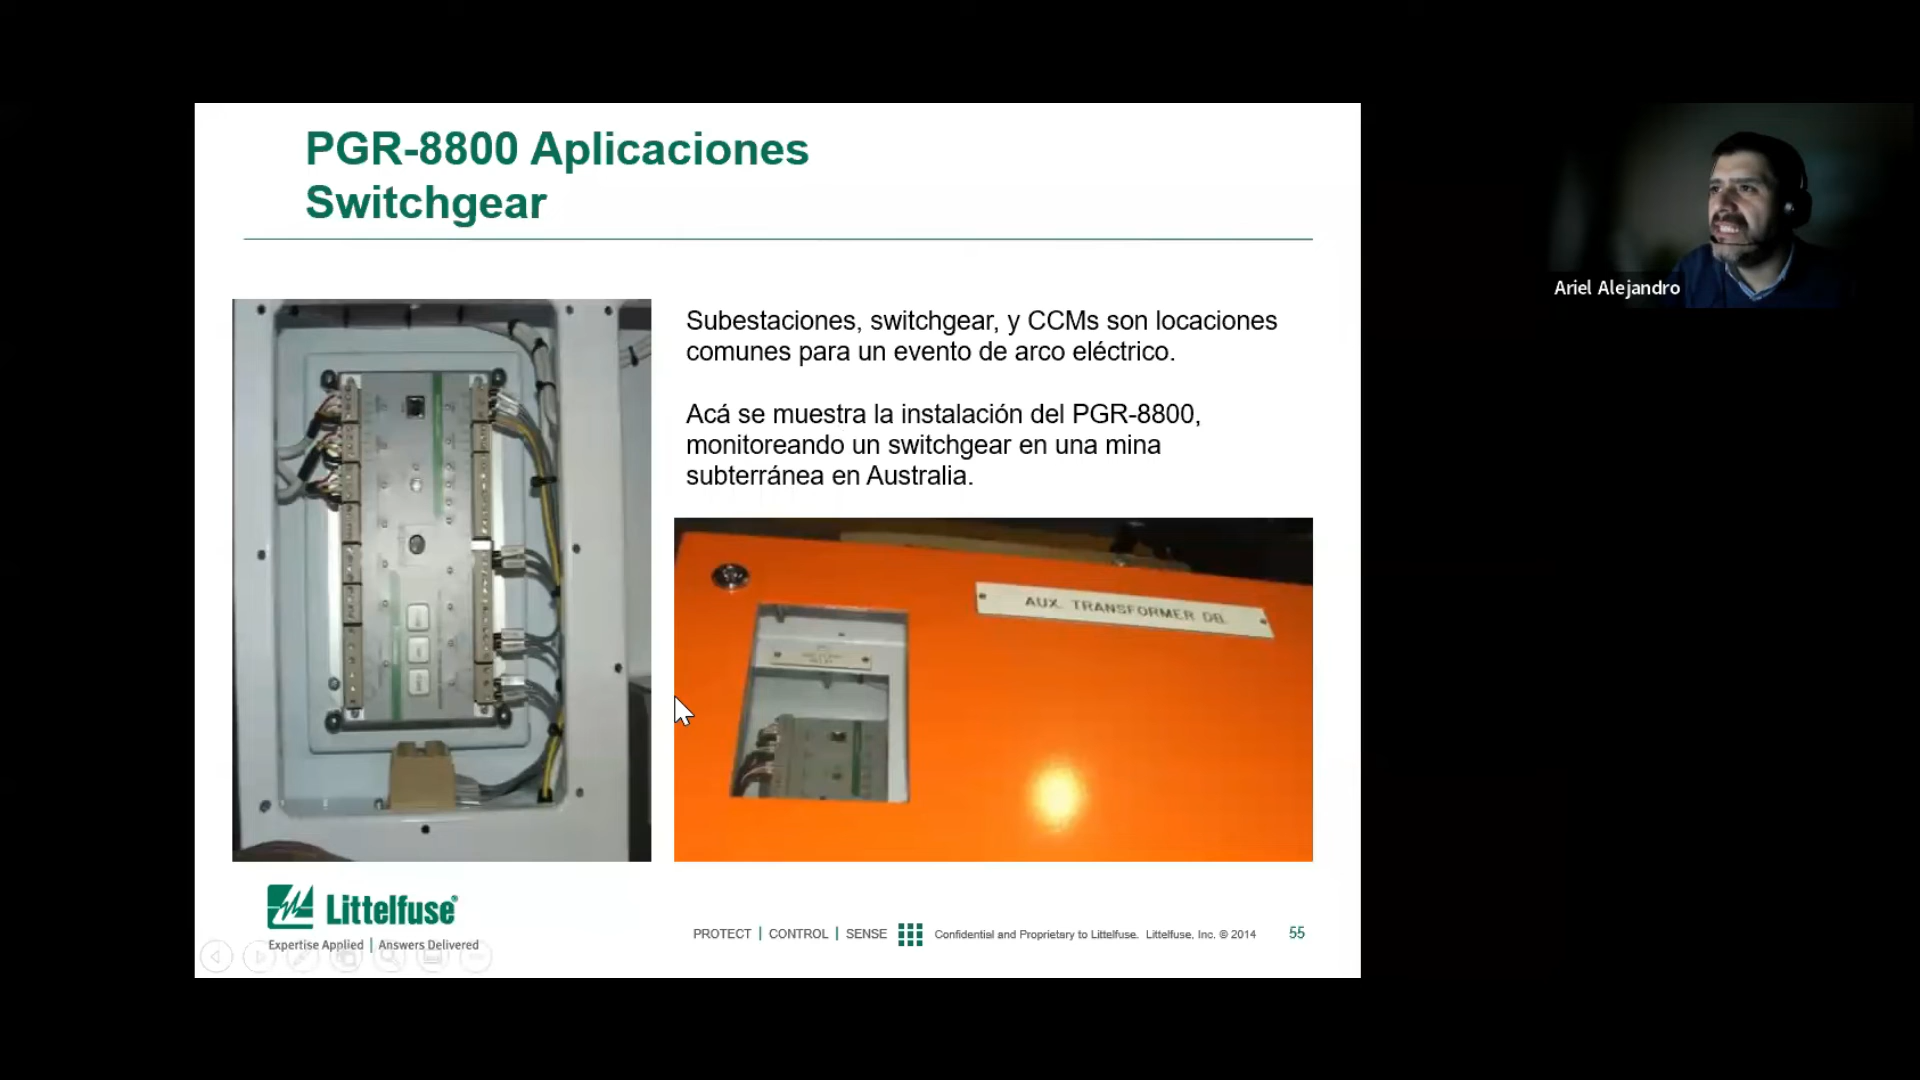 PGR-8800 Aplicaciones
Switchgear
Subestaciones, switchgear, y CCMs son locaciones
comunes para un evento de arco eléctrico.
Acá se muestra la instalación del PGR-8800,
monitoreando un switchgear en una mina
subterránea en Australia.
AUX. TRANSFORMER DB.
Littelfuse®
Expertise Applied | Answers Delivered
PROTECT | CONTROL | SENSE
Confidential and Proprietary to Littelfuse. Littelfuse, Inc. © 2014
55
Ariel Alejandro